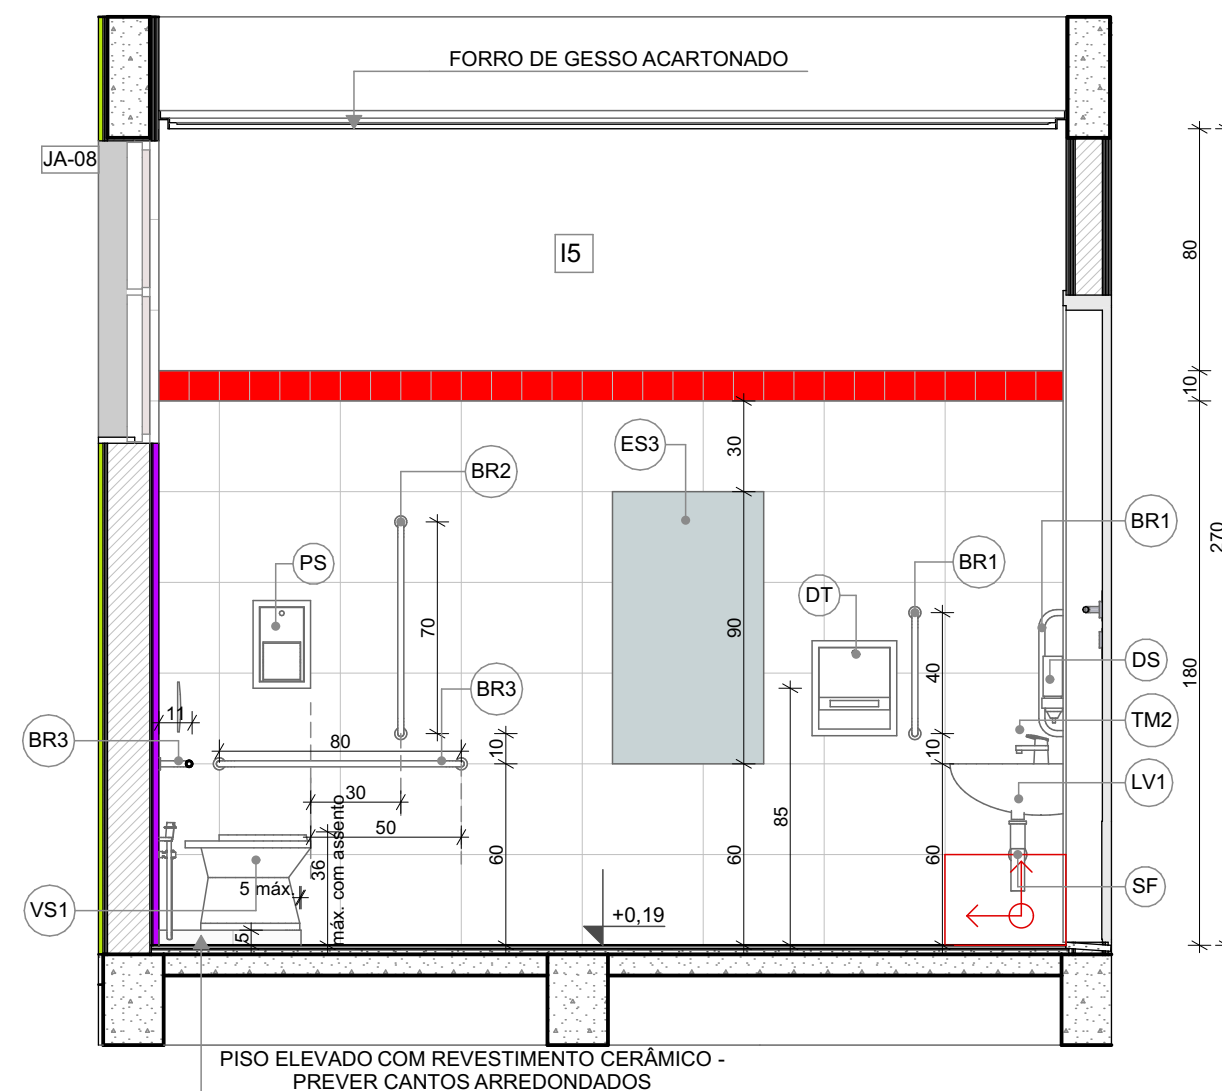 FORRO DE GESSO ACARTONADO
JA-08
I5
80
10
30
ES3
BR2
BR1
270
PS
BR1
DT
70
90
40
DS
180
BR3
11
TM2
BR3
80
10
10
LV1
30
85
50
36
máx. com assento
60
60
60
5 máx.
SF
VS1
5
+0,19
PISO ELEVADO COM REVESTIMENTO CERÂMICO -
PREVER CANTOS ARREDONDADOS